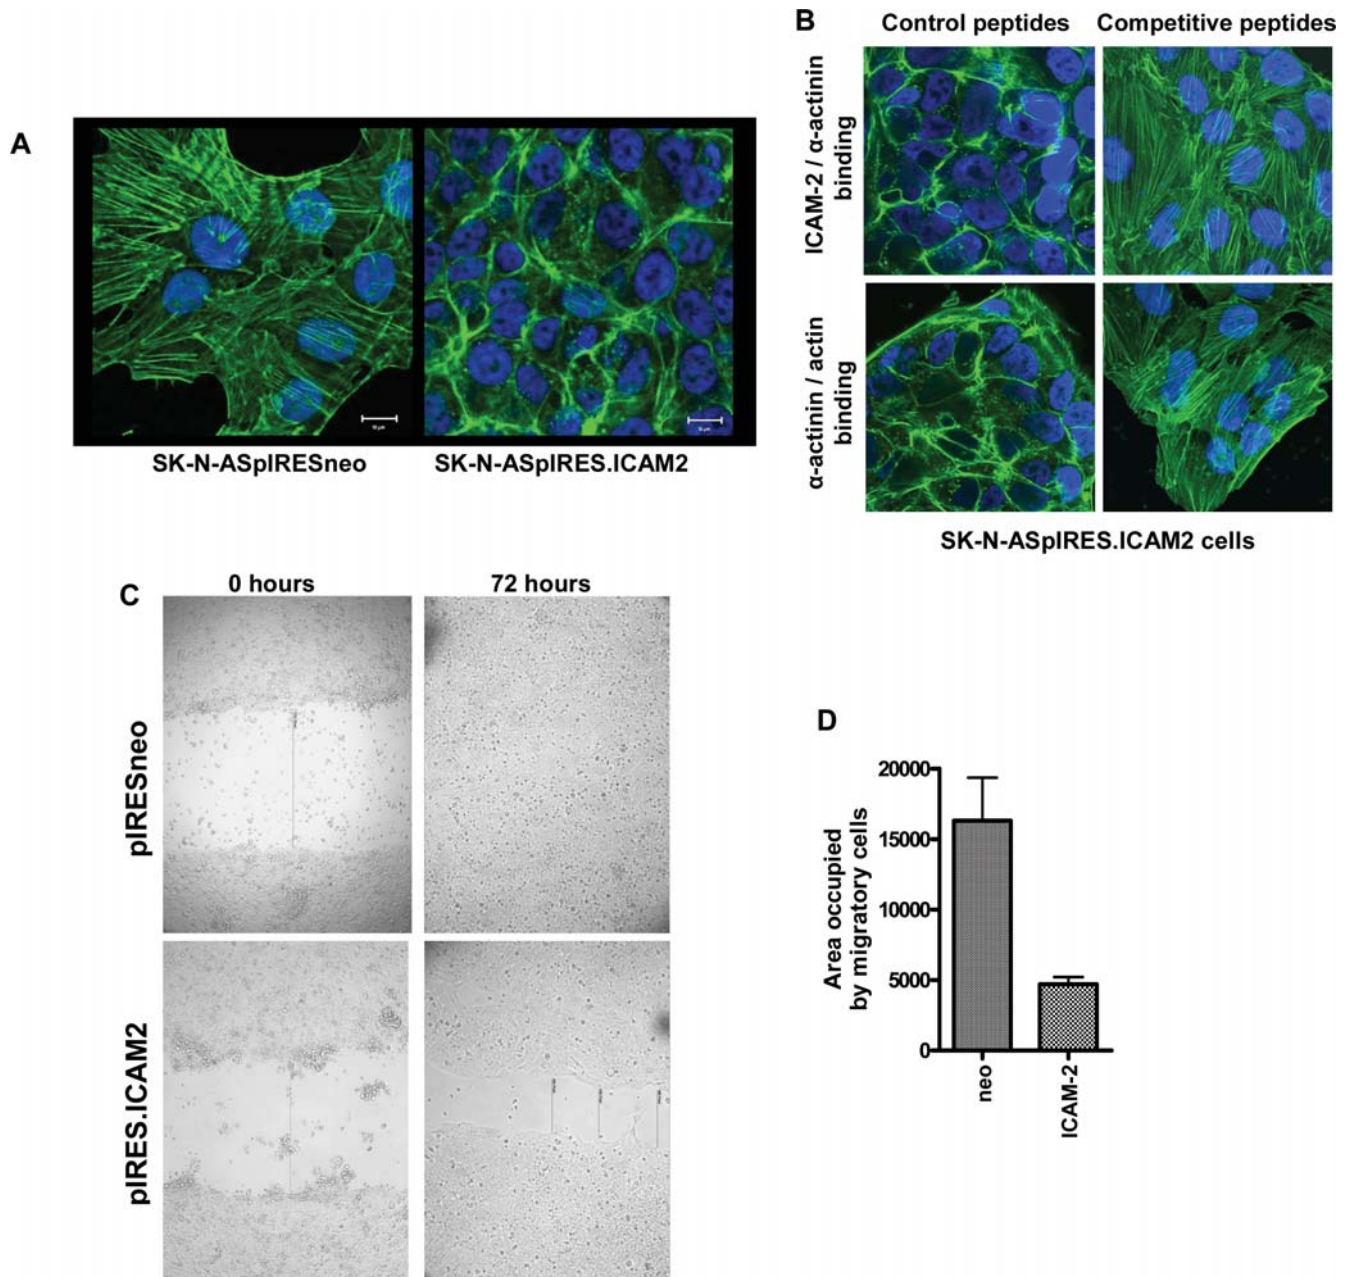 A
SK-N-ASpIRESneo
SK-N-ASpIRES.ICAM2
B
Control peptides
Competitive peptides
ICAM-2 / α-actinin
binding
α-actinin / actin
binding
SK-N-ASpIRES.ICAM2 cells
C
0 hours
72 hours
pIRESneo
pIRES.ICAM2
D
Area occupied
by migratory cells
20000
15000
10000
5000
0
neo
ICAM-2